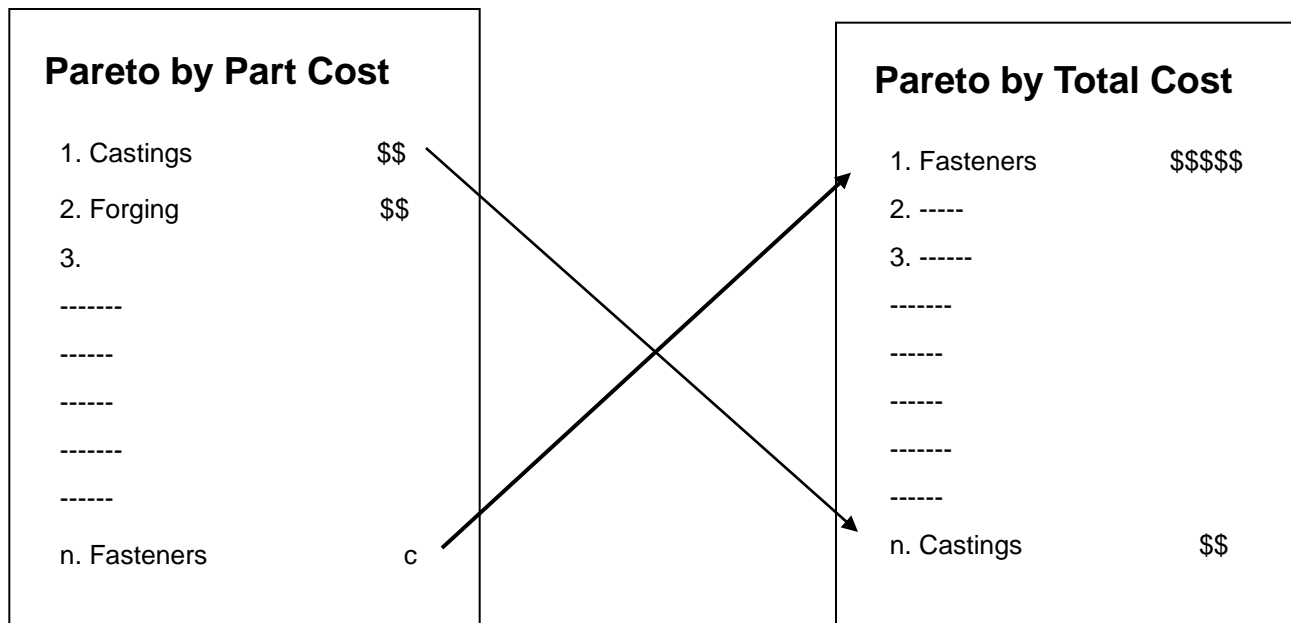 Pareto by Part Cost
1. Castings $$
2. Forging $$
3.
-------
------
------
-------
------
n. Fasteners c
Pareto by Total Cost
1. Fasteners $$$$$
2. -----
3. ------
-------
------
------
-------
------
n. Castings $$